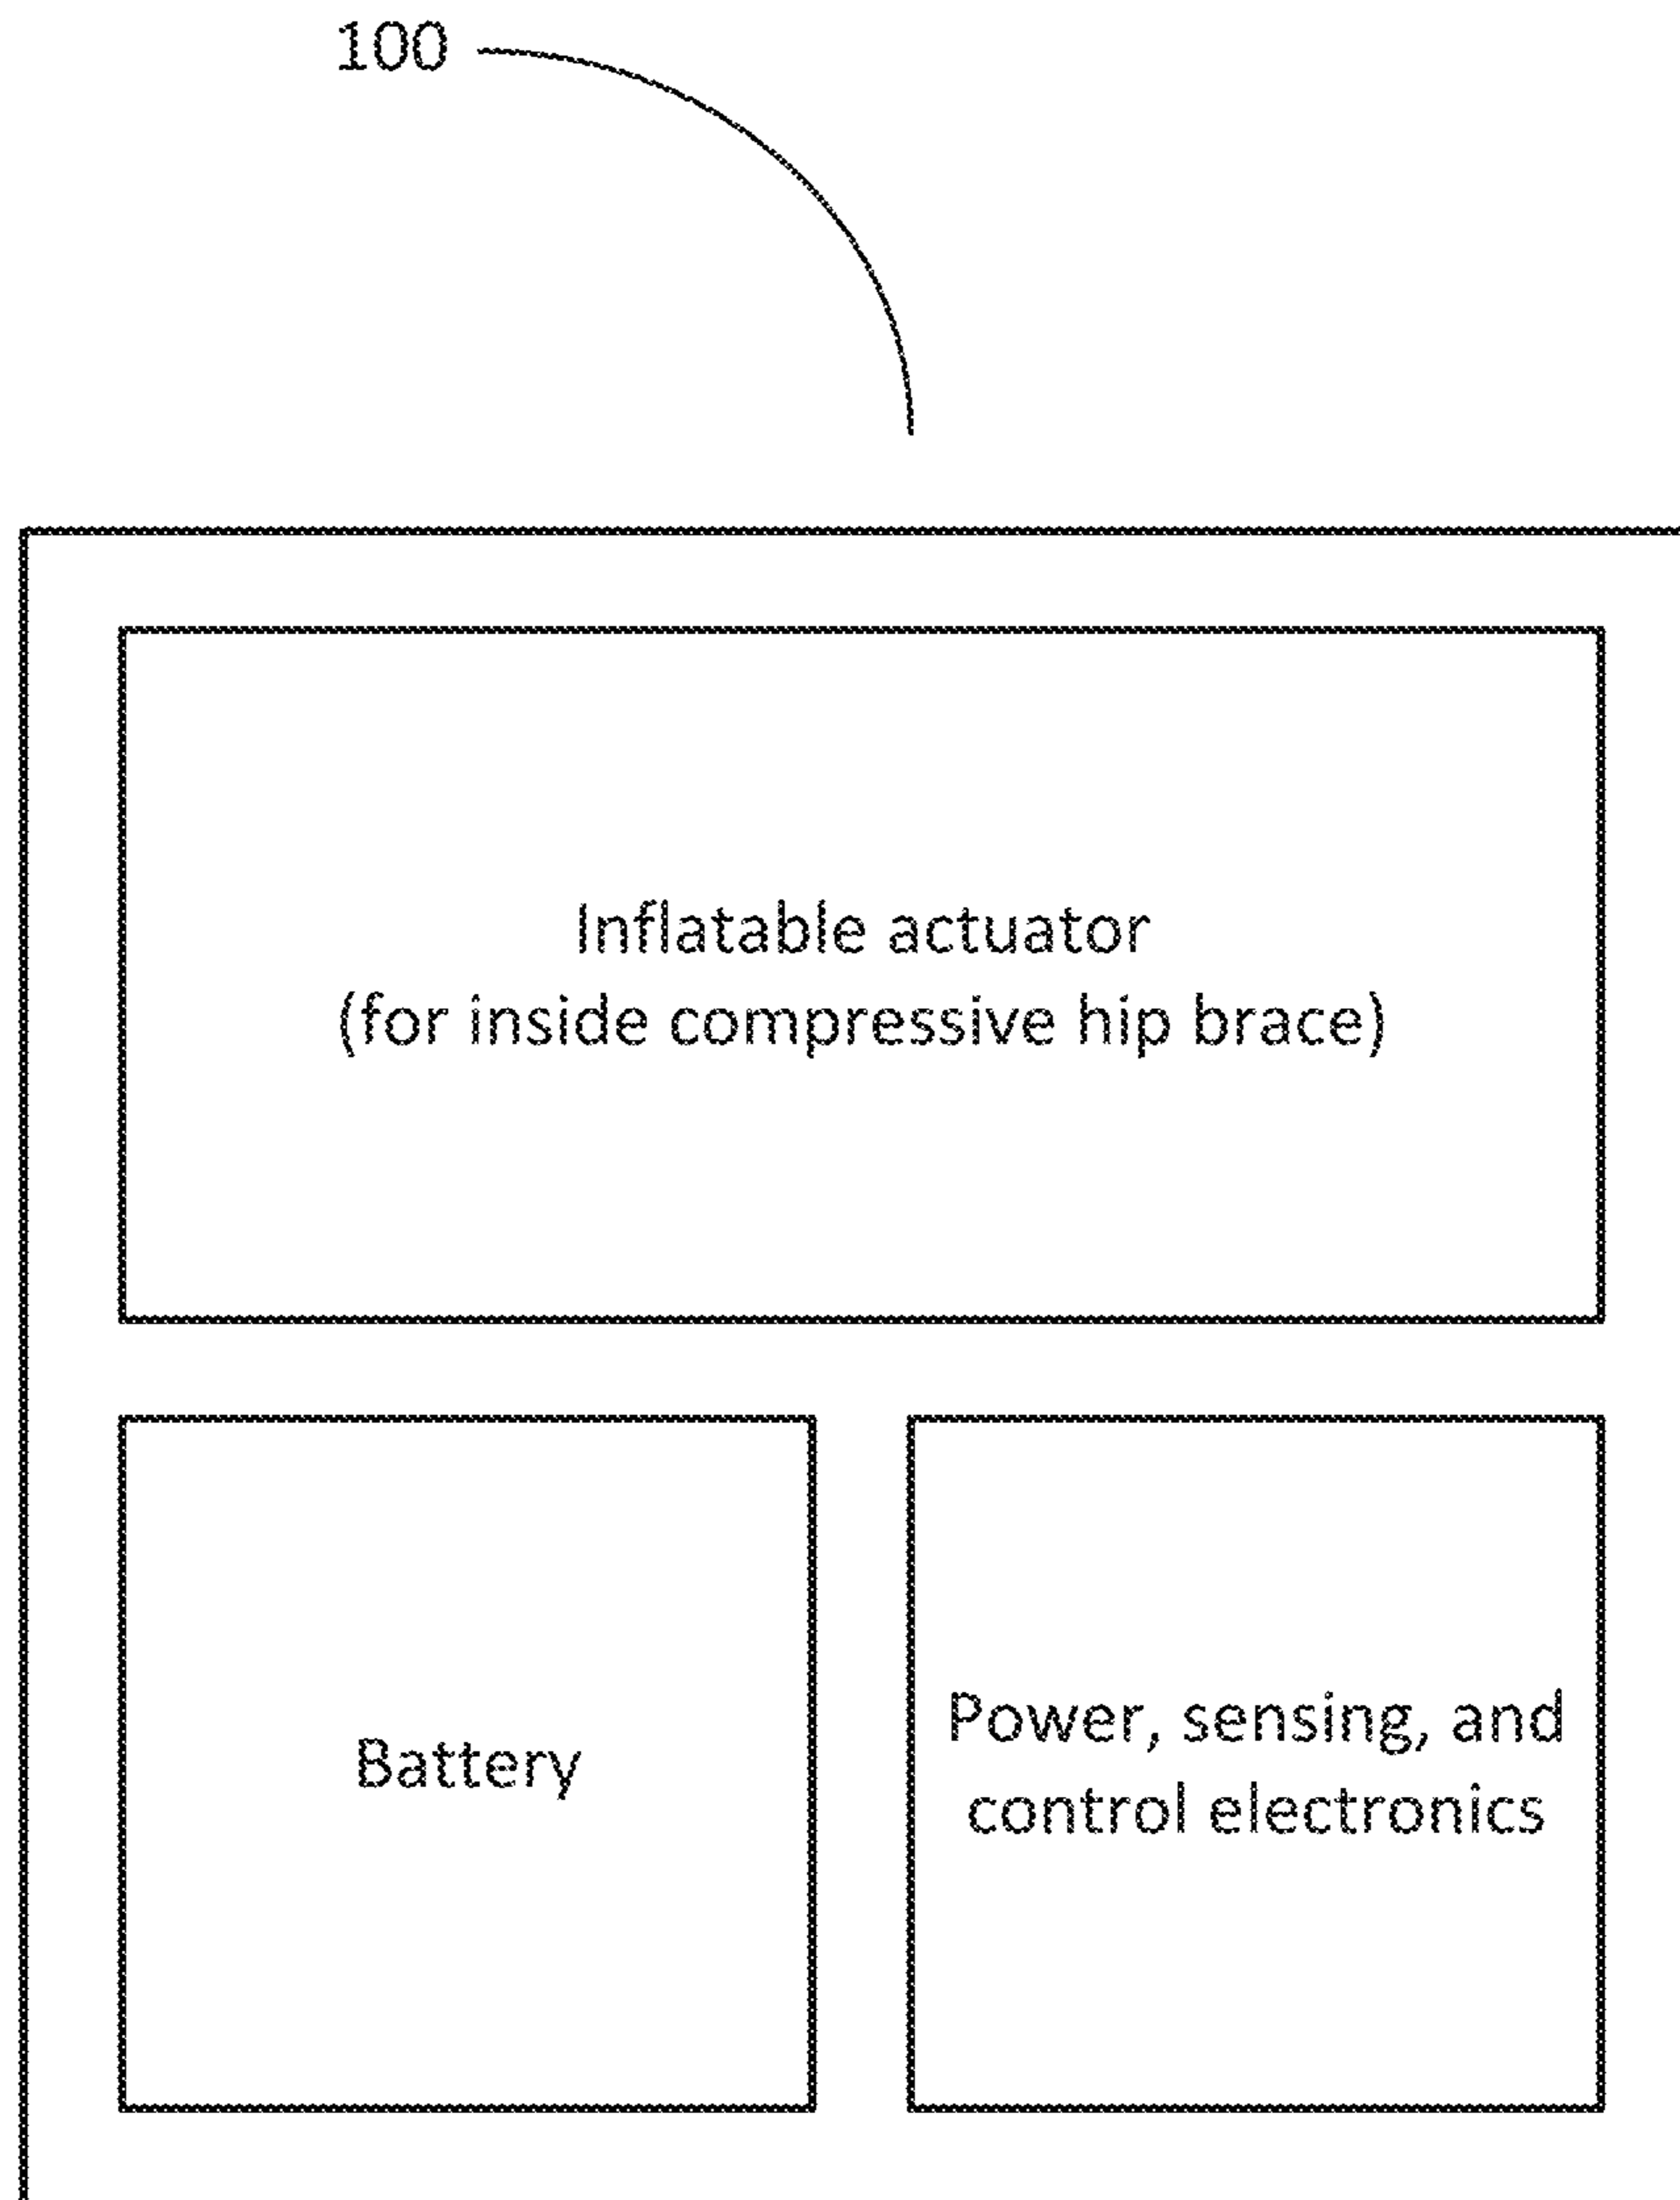 100
Inflatable actuator
(for inside compressive hip brace)
Battery
Power, sensing, and
control electronics